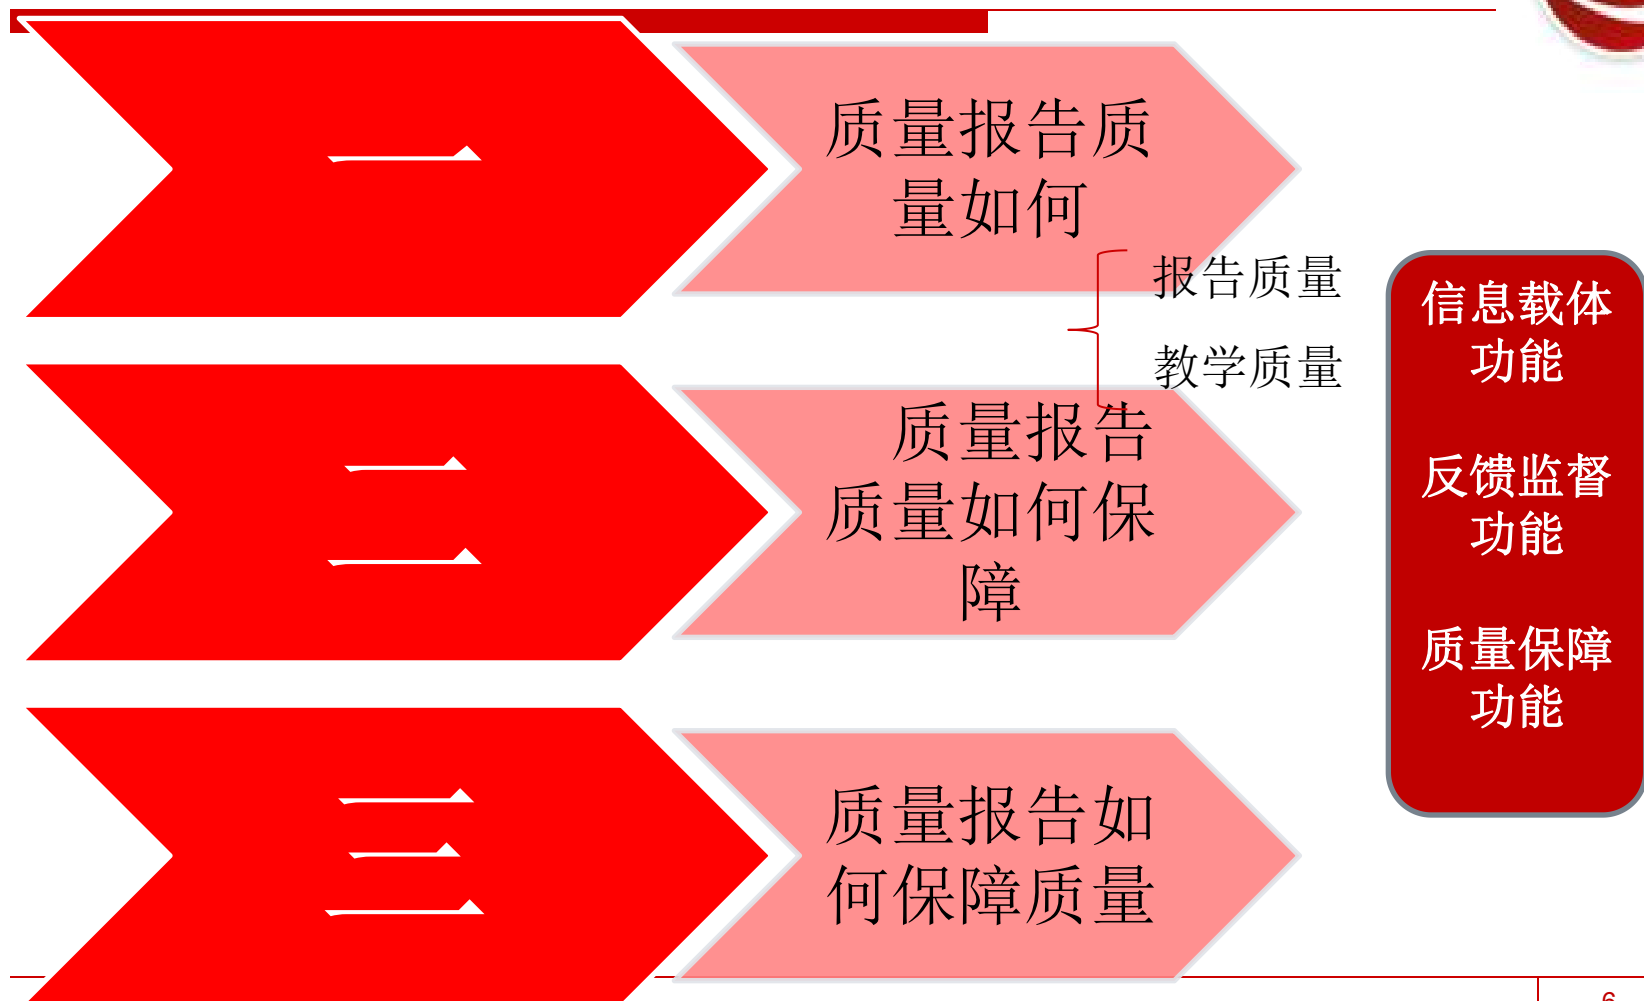 一
质量报告质
量如何
报告质量
教学质量
二
质量报告
质量如何保
障
三
质量报告如
何保障质量
信息载体
功能
反馈监督
功能
质量保障
功能
6